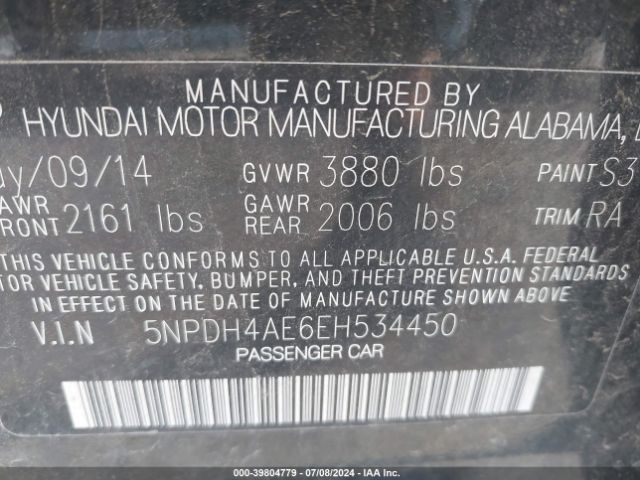 MANUFACTURED BY
HYUNDAI MOTOR MANUFACTURING ALABAMA,
/09/14 GVWR 3880 lbs PAINT S3
GAWR
FRONT 2161 lbs GAWR REAR 2006 lbs TRIM RA
THIS VEHICLE CONFORMS TO ALL APPLICABLE U.S.A. FEDERAL
TOR VEHICLE SAFETY, BUMPER, AND THEFT PREVENTION STANDARDS
IN EFFECT ON THE DATE OF MANUFACTURE SHOWN ABOVE.
V.I.N 5NPDH4AE6EH534450
PASSENGER CAR
000-39804779 - 07/08/2024 - IAA Inc.